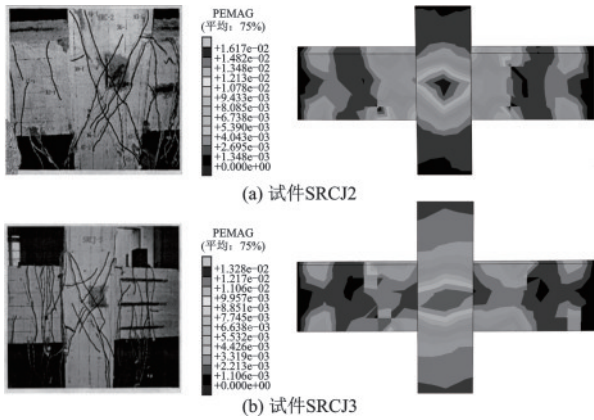 PEMAG
(平均：75%)
+1.617e−02
+1.482e−02
+1.348e−02
+1.213e−02
+1.078e−02
+9.433e−03
+8.085e−03
+6.738e−03
+5.390e−03
+4.043e−03
+2.695e−03
+1.348e−03
+0.000e+00
(a) 试件SRCJ2
PEMAG
(平均：75%)
+1.328e−02
+1.217e−02
+1.106e−02
+9.957e−03
+8.851e−03
+7.745e−03
+6.638e−03
+5.532e−03
+4.426e−03
+3.319e−03
+2.213e−03
+1.106e−03
+0.000e+00
(b) 试件SRCJ3